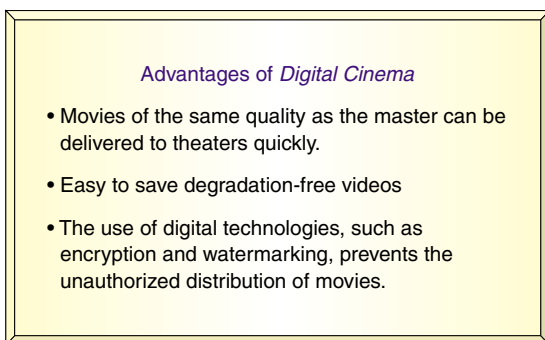 Advantages of Digital Cinema
• Movies of the same quality as the master can be
delivered to theaters quickly.
• Easy to save degradation-free videos
• The use of digital technologies, such as
encryption and watermarking, prevents the
unauthorized distribution of movies.